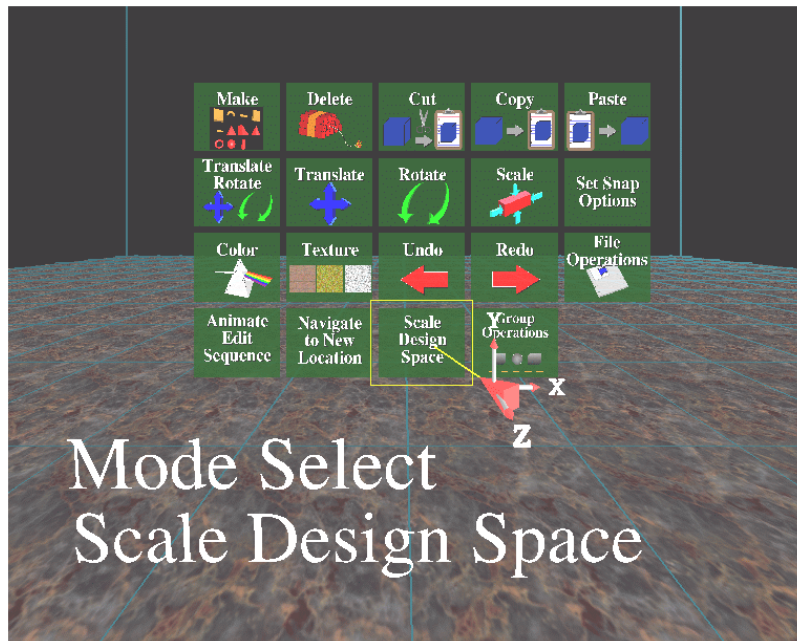 Make
Delete
Cut
Copy
Paste
Translate
Rotate
Translate
Rotate
Scale
Set Snap
Options
Color
Texture
Undo
Redo
File
Operations
Animate
Edit
Sequence
Navigate
to New
Location
Scale
Design
Space
Group
Operations
Y
X
Z
Mode Select
Scale Design Space